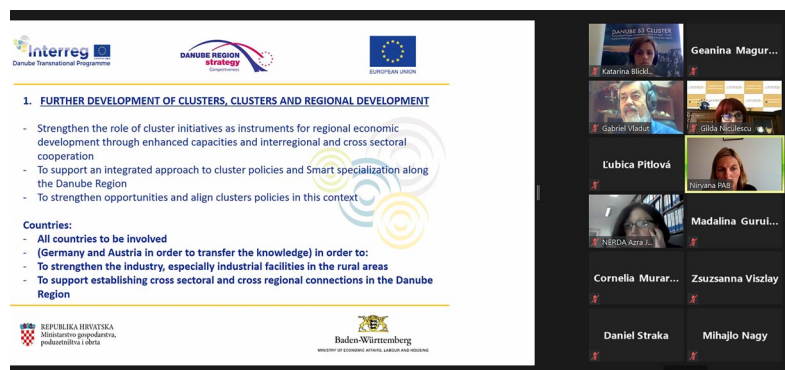 Interreg
Danube Transnational Programme
DANUBE REGION
strategy
Competitiveness
EUROPEAN UNION
1. FURTHER DEVELOPMENT OF CLUSTERS, CLUSTERS AND REGIONAL DEVELOPMENT
- Strengthen the role of cluster initiatives as instruments for regional economic
development through enhanced capacities and interregional and cross sectoral
cooperation
- To support an integrated approach to cluster policies and Smart specialization along
the Danube Region
- To strengthen opportunities and align clusters policies in this context
Countries:
- All countries to be involved
- (Germany and Austria in order to transfer the knowledge) in order to:
- To strengthen the industry, especially industrial facilities in the rural areas
- To support establishing cross sectoral and cross regional connections in the Danube
Region
REPUBLIKA HRVATSKA
Ministarstvo gospodarstva,
poduzetništva i obrta
Baden-Württemberg
MINISTRY OF ECONOMIC AFFAIRS, LABOUR AND HOUSING
DANUBE S3 CLUSTER
Katarina Blickl...
Geanina Magur...
Gabriel Vladut
Gilda Niculescu
Ľubica Pitlová
Nirvana PA8
NERDA Azra J...
Madalina Gurui...
Cornelia Murar...
Zsuzsanna Viszlay
Daniel Straka
Mihajlo Nagy